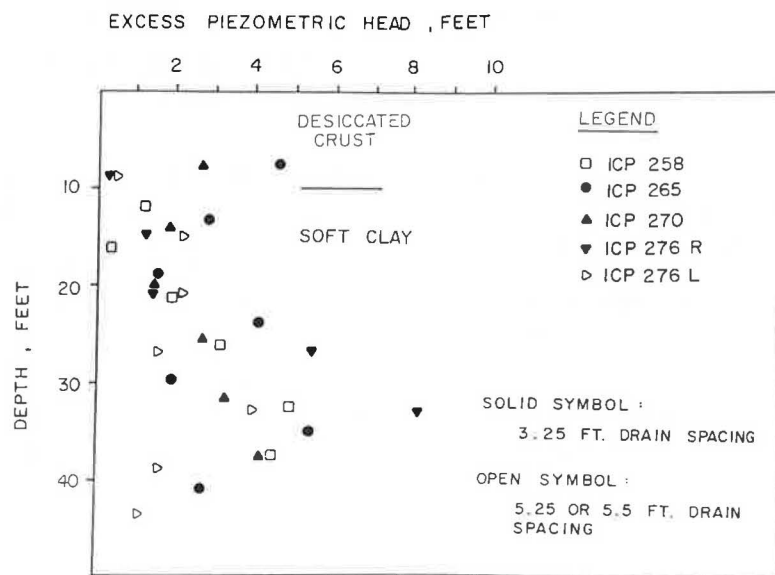 EXCESS PIEZOMETRIC HEAD , FEET
2 4 6 8 10
DESICCATED
CRUST
SOFT CLAY
LEGEND
ICP 258
ICP 265
ICP 270
ICP 276 R
ICP 276 L
10
20
30
40
DEPTH , FEET
SOLID SYMBOL :
3.25 FT. DRAIN SPACING
OPEN SYMBOL :
5.25 OR 5.5 FT. DRAIN
SPACING